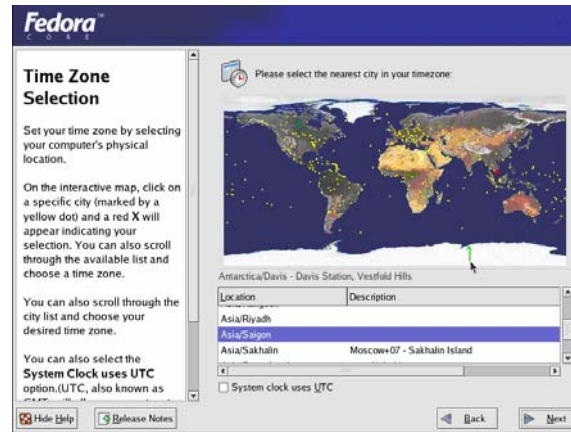 Fedora™
CORE
Time Zone
Selection
Set your time zone by selecting
your computer's physical
location.
On the interactive map, click on
a specific city (marked by a
yellow dot) and a red X will
appear indicating your
selection. You can also scroll
through the available list and
choose a time zone.
You can also scroll through the
city list and choose your
desired time zone.
You can also select the
System Clock uses UTC
option.(UTC, also known as
Please select the nearest city in your timezone:
Antarctica/Davis - Davis Station, Vestfold Hills
Location Description
Asia/Riyadh
Asia/Saigon
Asia/Sakhalin Moscow+07 - Sakhalin Island
System clock uses UTC
Hide Help Release Notes Back Next